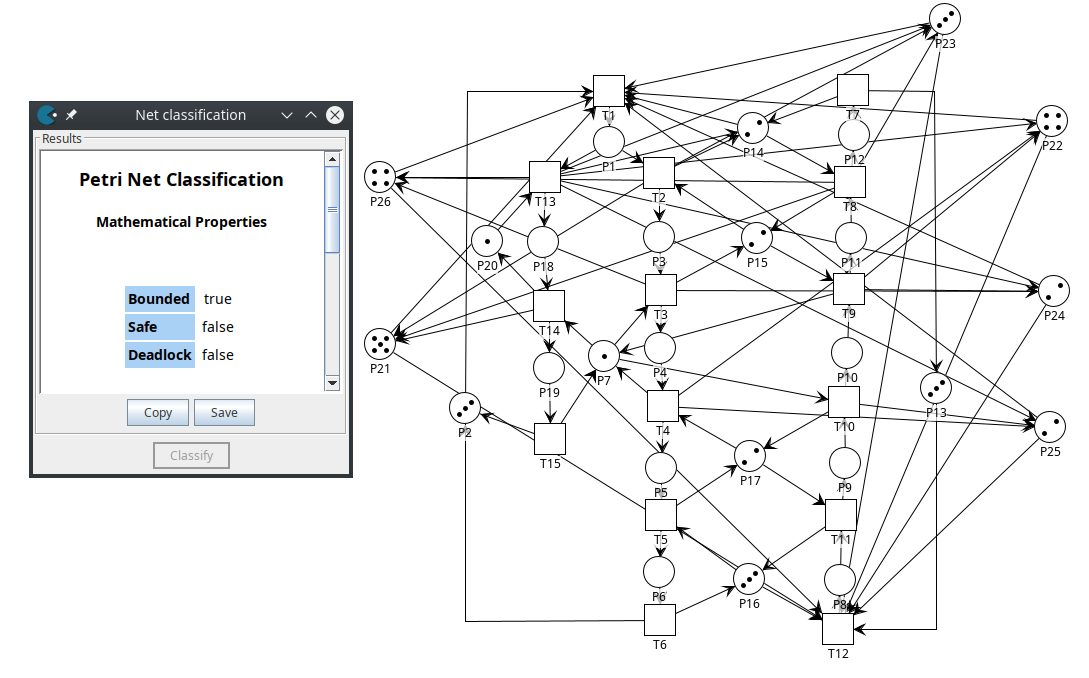 Net classification
Results
Petri Net Classification
Mathematical Properties
Bounded true
Safe false
Deadlock false
Copy Save
Classify
P23
T1
T7
P22
P14
P12
P1
P26
T13
T2
T8
P20
P18
P3
P15
P11
P24
T14
T3
T9
P21
P19
P7
P4
P10
P13
P2
T4
T10
P25
T15
P5
P17
P9
T5
T11
P6
P16
P8
T6
T12